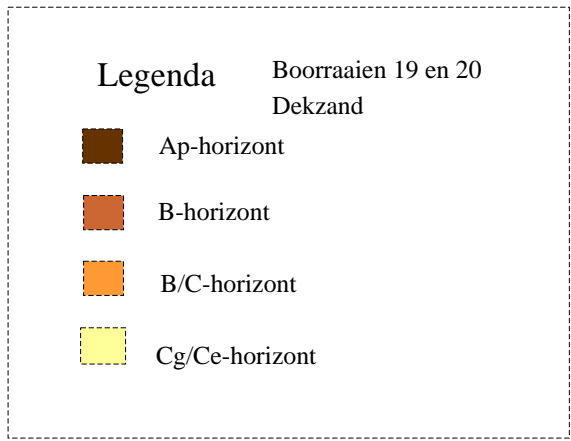 Legenda
Boorraaien 19 en 20
Dekzand
Ap-horizont
B-horizont
B/C-horizont
Cg/Ce-horizont